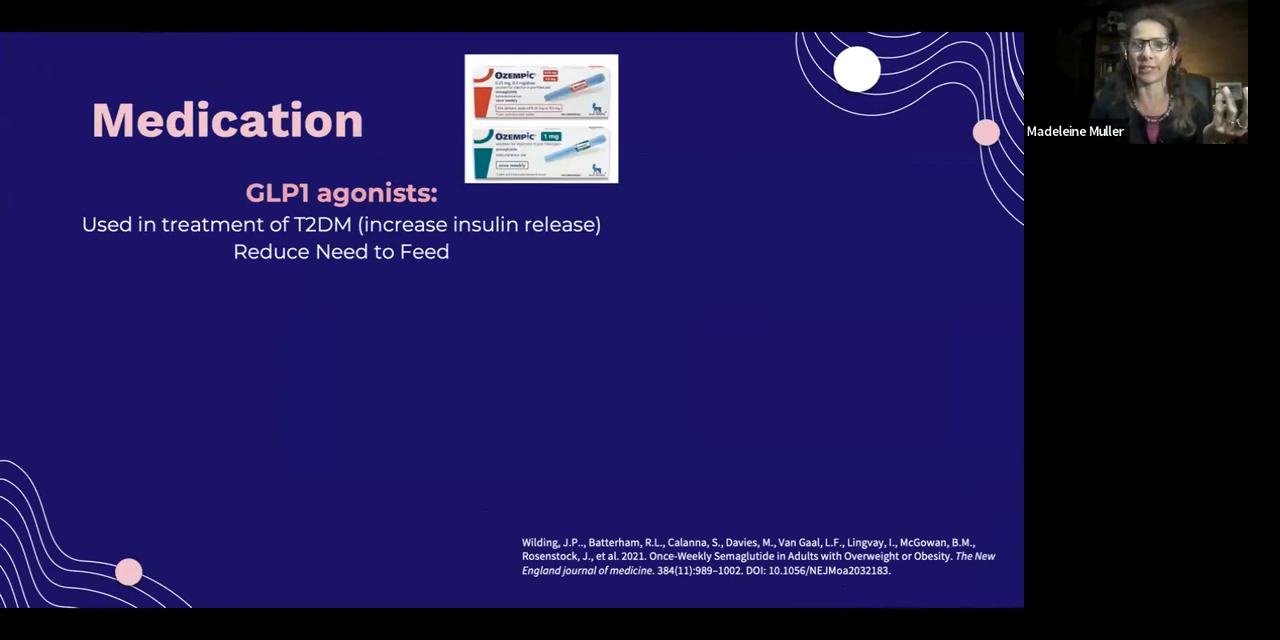 Medication
OZEMPIC
OZEMPIC 1 mg
once weekly
GLP1 agonists:
Used in treatment of T2DM (increase insulin release)
Reduce Need to Feed
Madeleine Muller
Wilding, J.P.., Batterham, R.L., Calanna, S., Davies, M., Van Gaal, L.F., Lingvay, I., McGowan, B.M.,
Rosenstock, J., et al. 2021. Once-Weekly Semaglutide in Adults with Overweight or Obesity. The New
England journal of medicine. 384(11):989–1002. DOI: 10.1056/NEJMoa2032183.